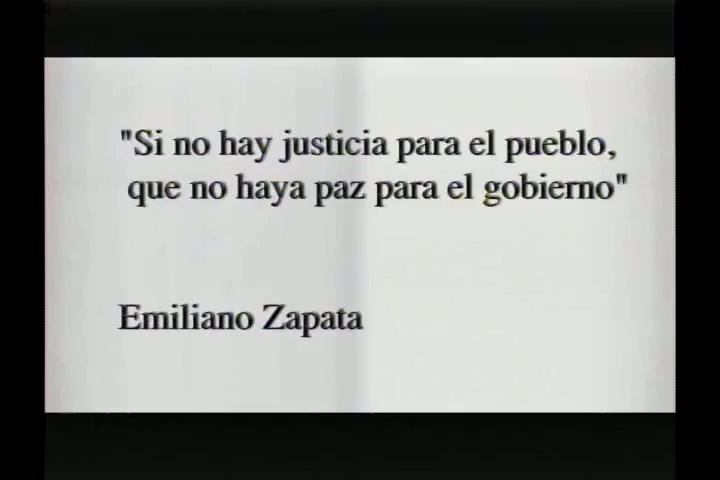 "Si no hay justicia para el pueblo,
que no haya paz para el gobierno"
Emiliano Zapata